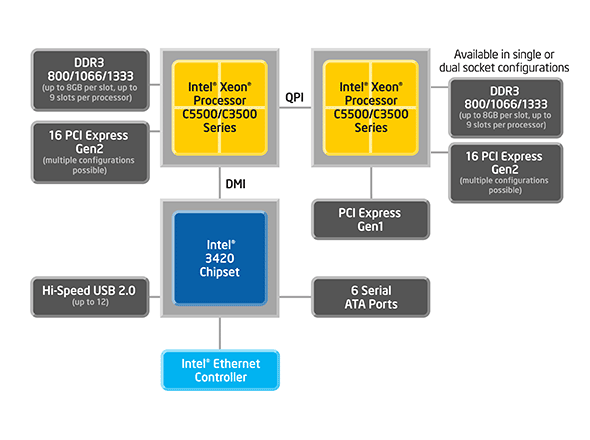 DDR3
800/1066/1333
(up to 8GB per slot, up to
9 slots per processor)
16 PCI Express
Gen2
(multiple configurations
possible)
Intel® Xeon®
Processor
C5500/C3500
Series
QPI
Intel® Xeon®
Processor
C5500/C3500
Series
Available in single or
dual socket configurations
DDR3
800/1066/1333
(up to 8GB per slot, up to
9 slots per processor)
16 PCI Express
Gen2
(multiple configurations
possible)
DMI
PCI Express
Gen1
Intel®
3420
Chipset
Hi-Speed USB 2.0
(up to 12)
6 Serial
ATA Ports
Intel® Ethernet
Controller